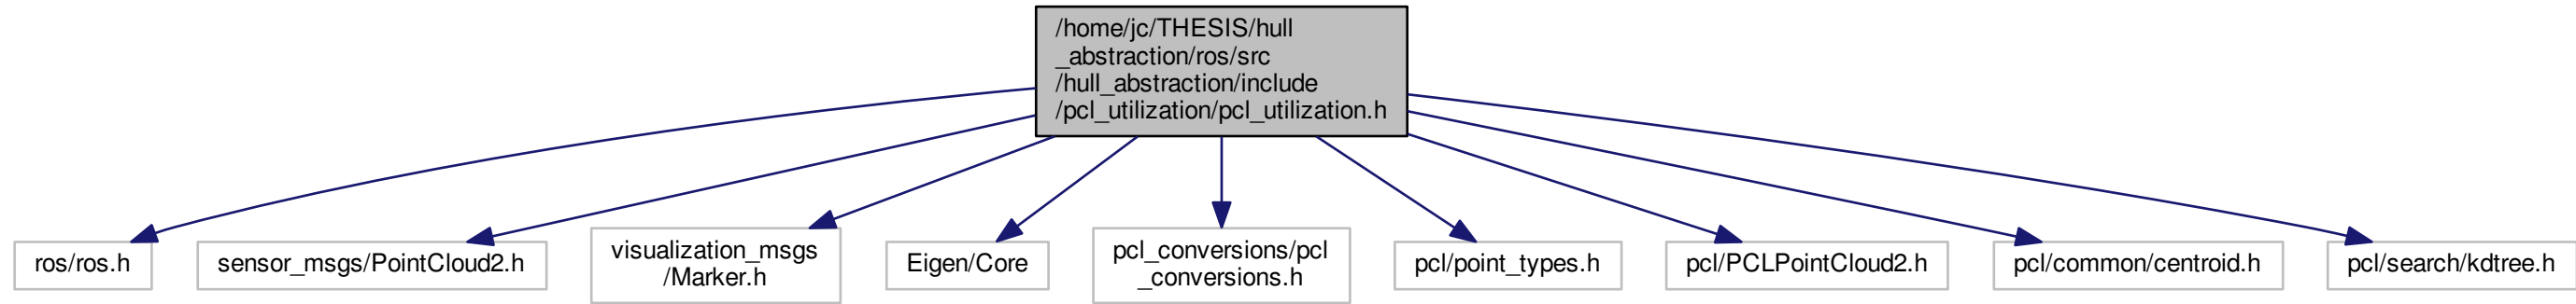 /home/jc/THESIS/hull
_abstraction/ros/src
/hull_abstraction/include
/pcl_utilization/pcl_utilization.h
ros/ros.h
sensor_msgs/PointCloud2.h
visualization_msgs
/Marker.h
Eigen/Core
pcl_conversions/pcl
_conversions.h
pcl/point_types.h
pcl/PCLPointCloud2.h
pcl/common/centroid.h
pcl/search/kdtree.h